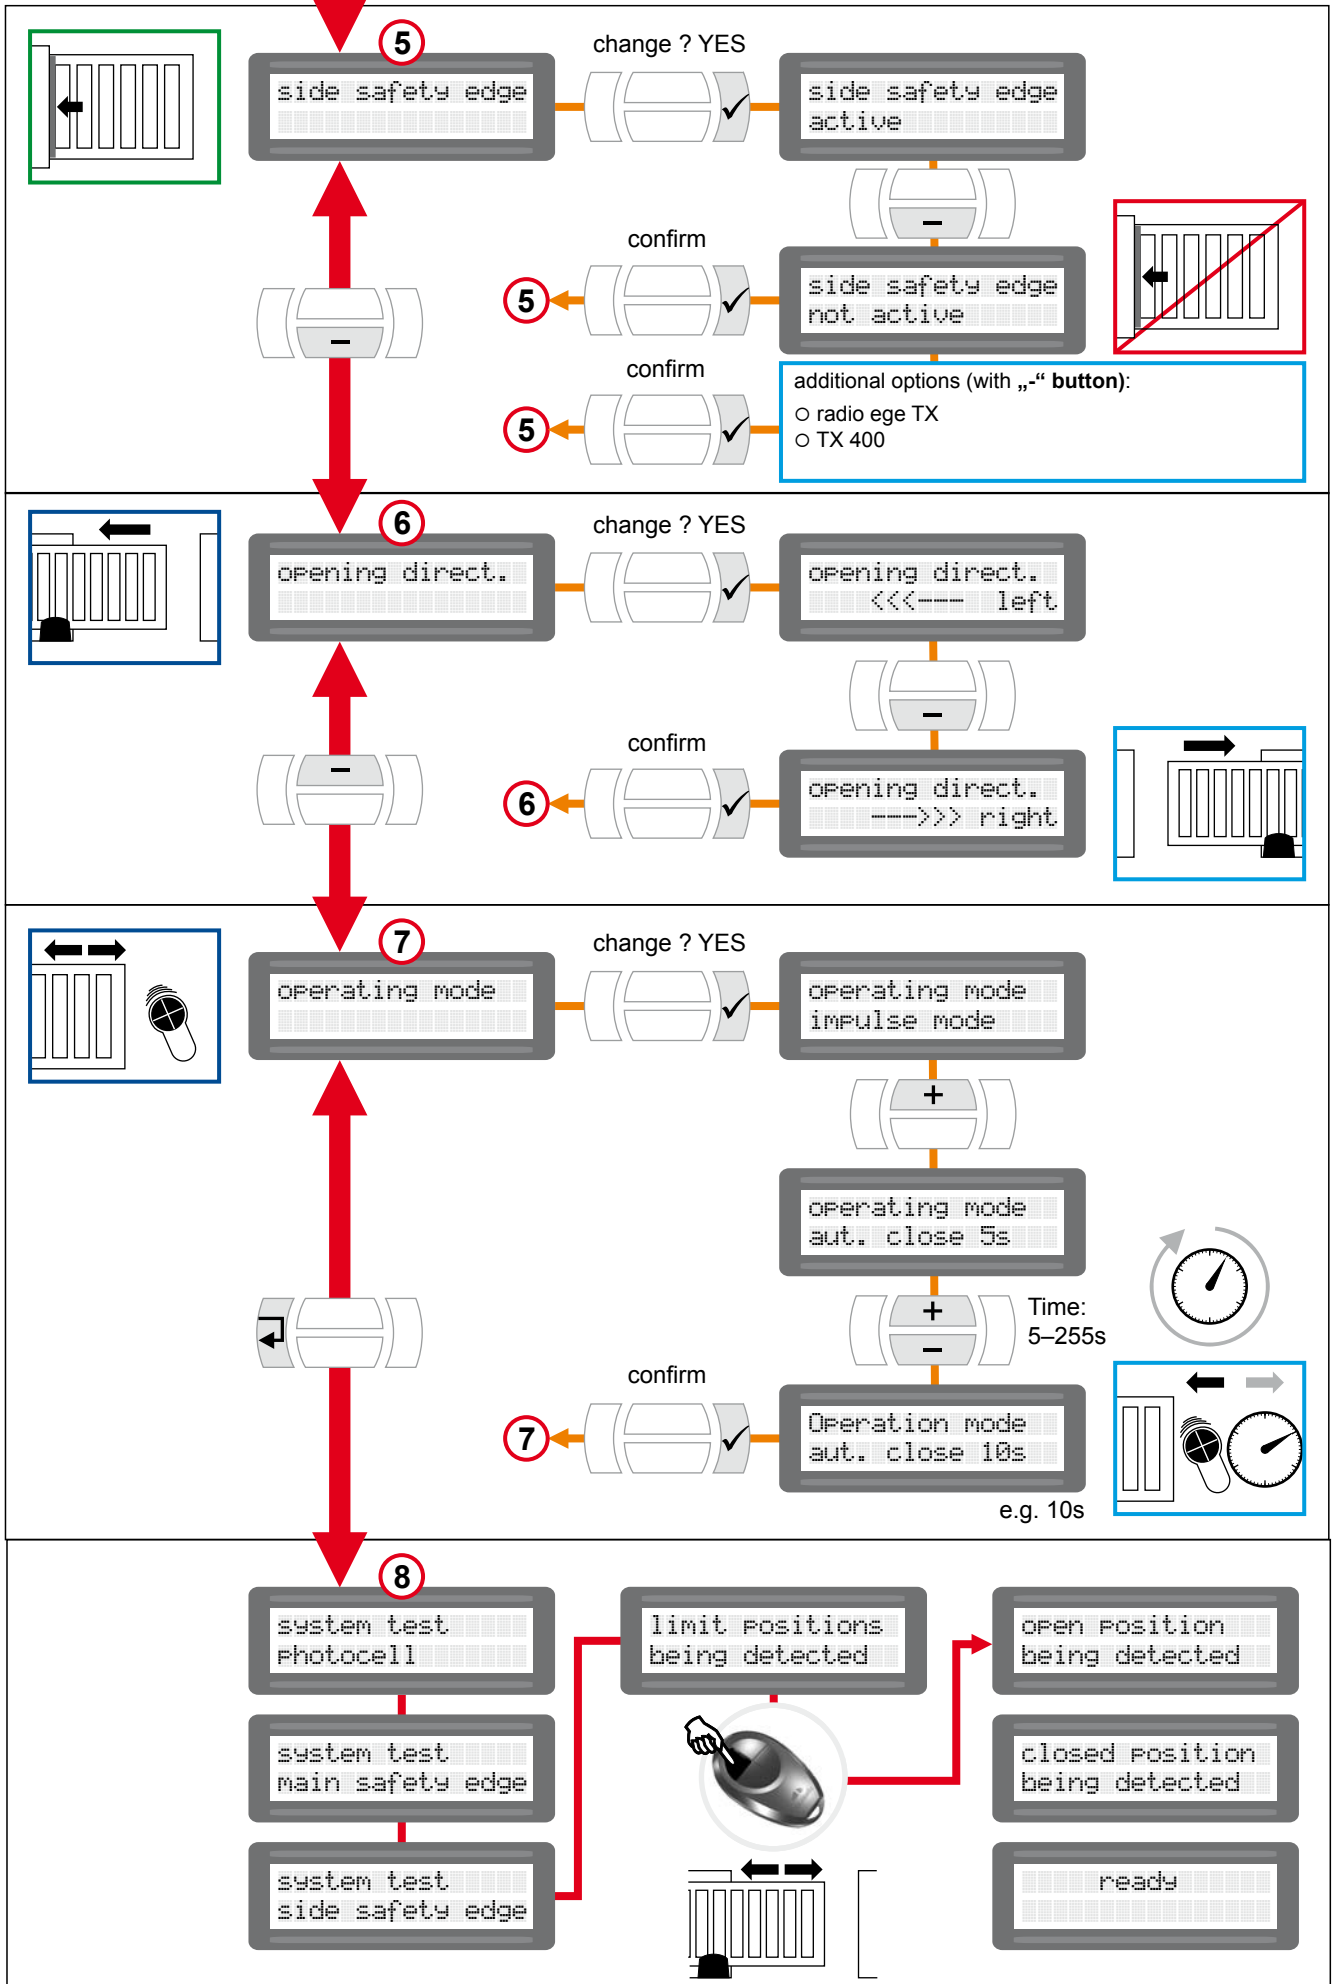 5
change ? YES
side safety edge
✓
side safety edge
active
–
confirm
5
✓
side safety edge
not active
–
confirm
5
✓
additional options (with „-“ button):
○ radio ege TX
○ TX 400
6
change ? YES
opening direct.
✓
opening direct.
<<<--- left
–
confirm
–
6
✓
opening direct.
--->>> right
7
change ? YES
operating mode
✓
operating mode
impulse mode
+
operating mode
aut. close 5s
+
–
Time:
5–255s
confirm
7
✓
Operation mode
aut. close 10s
e.g. 10s
8
system test
photocell
limit positions
being detected
open position
being detected
system test
main safety edge
closed position
being detected
system test
side safety edge
ready